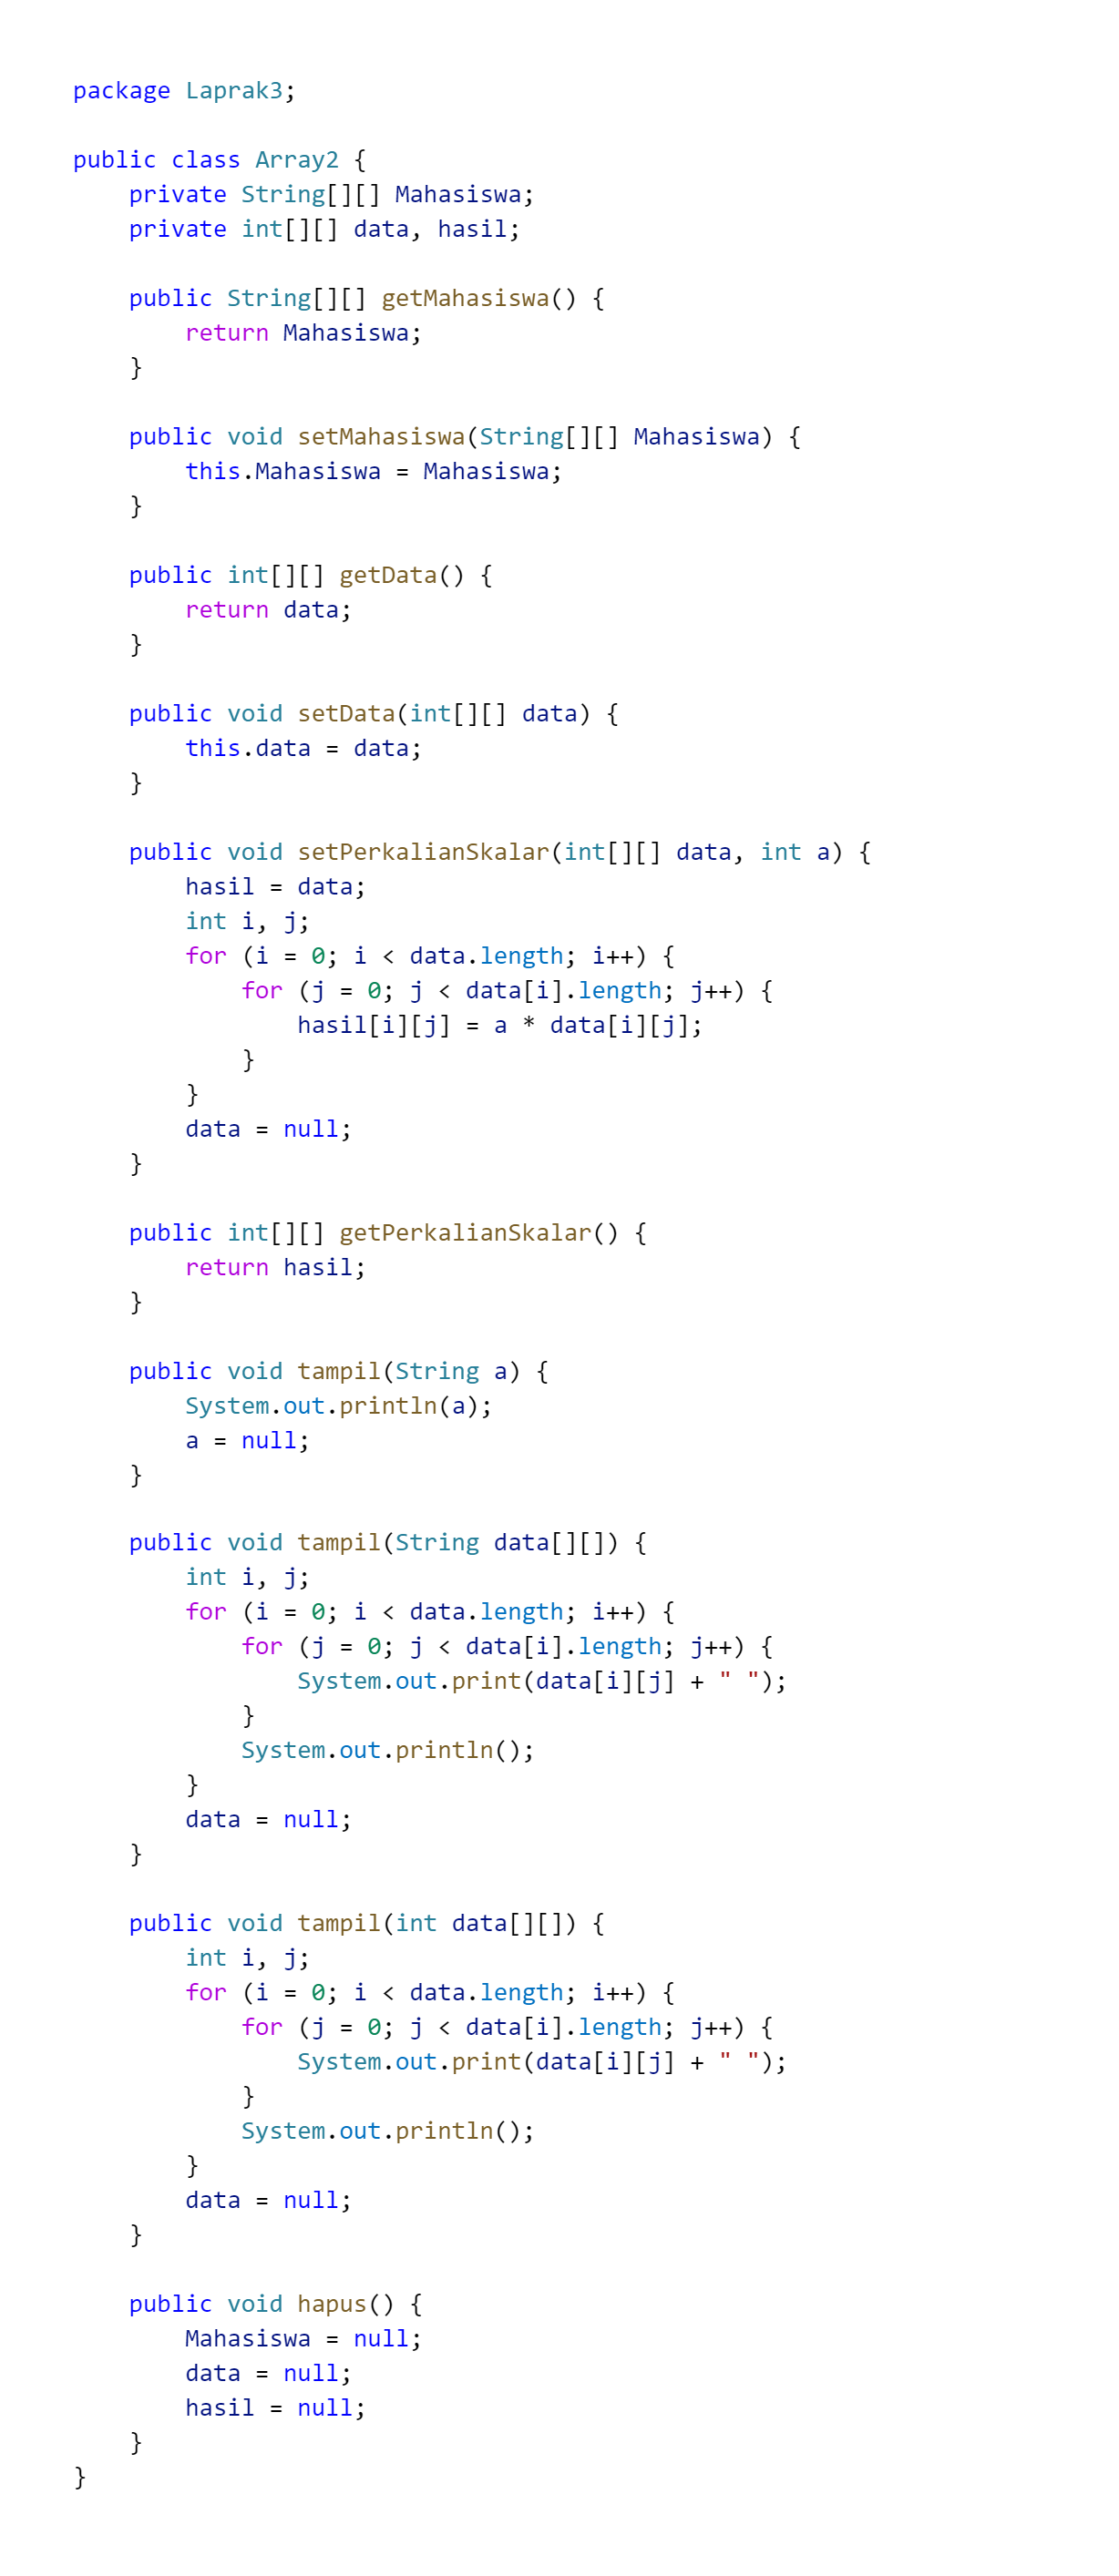 package Laprak3;

public class Array2 {
    private String[][] Mahasiswa;
    private int[][] data, hasil;

    public String[][] getMahasiswa() {
        return Mahasiswa;
    }

    public void setMahasiswa(String[][] Mahasiswa) {
        this.Mahasiswa = Mahasiswa;
    }

    public int[][] getData() {
        return data;
    }

    public void setData(int[][] data) {
        this.data = data;
    }

    public void setPerkalianSkalar(int[][] data, int a) {
        hasil = data;
        int i, j;
        for (i = 0; i < data.length; i++) {
            for (j = 0; j < data[i].length; j++) {
                hasil[i][j] = a * data[i][j];
            }
        }
        data = null;
    }

    public int[][] getPerkalianSkalar() {
        return hasil;
    }

    public void tampil(String a) {
        System.out.println(a);
        a = null;
    }

    public void tampil(String data[][]) {
        int i, j;
        for (i = 0; i < data.length; i++) {
            for (j = 0; j < data[i].length; j++) {
                System.out.print(data[i][j] + " ");
            }
            System.out.println();
        }
        data = null;
    }

    public void tampil(int data[][]) {
        int i, j;
        for (i = 0; i < data.length; i++) {
            for (j = 0; j < data[i].length; j++) {
                System.out.print(data[i][j] + " ");
            }
            System.out.println();
        }
        data = null;
    }

    public void hapus() {
        Mahasiswa = null;
        data = null;
        hasil = null;
    }
}